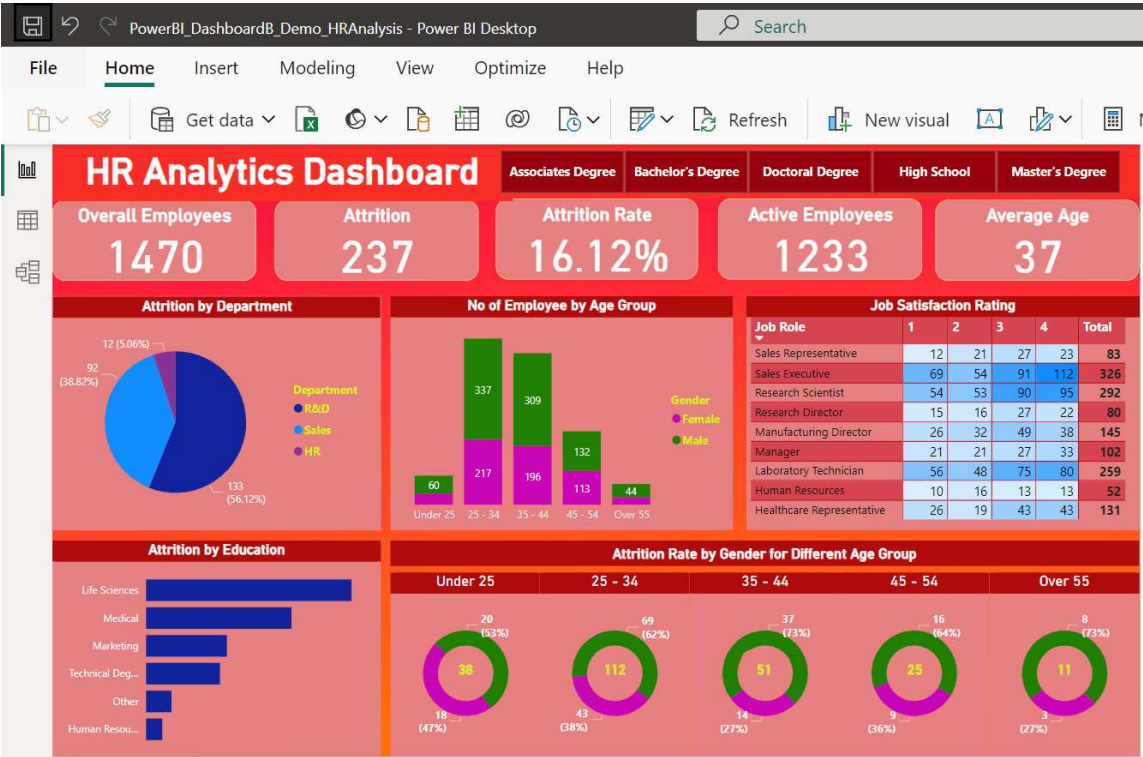 PowerBI_DashboardB_Demo_HRAnalysis - Power BI Desktop
Search
File Home Insert Modeling View Optimize Help
Get data Refresh New visual
HR Analytics Dashboard
Associates Degree Bachelor's Degree Doctoral Degree High School Master's Degree
Overall Employees
1470
Attrition
237
Attrition Rate
16.12%
Active Employees
1233
Average Age
37
Attrition by Department
12 (5.06%)
92
(38.82%)
133
(56.12%)
Department
R&D
Sales
HR
No of Employee by Age Group
60
337
217
309
196
132
113
44
Under 25 25 - 34 35 - 44 45 - 54 Over 55
Gender
Female
Male
Job Satisfaction Rating
Job Role 1 2 3 4 Total
Sales Representative 12 21 27 23 83
Sales Executive 69 54 91 112 326
Research Scientist 54 53 90 95 292
Research Director 15 16 27 22 80
Manufacturing Director 26 32 49 38 145
Manager 21 21 27 33 102
Laboratory Technician 56 48 75 80 259
Human Resources 10 16 13 13 52
Healthcare Representative 26 19 43 43 131
Attrition by Education
Life Sciences
Medical
Marketing
Technical Deg...
Other
Human Resou...
Attrition Rate by Gender for Different Age Group
Under 25 25 - 34 35 - 44 45 - 54 Over 55
20
(53%)
38
18
(47%)
69
(62%)
112
43
(38%)
37
(73%)
51
14
(27%)
16
(64%)
25
9
(36%)
8
(73%)
11
3
(27%)